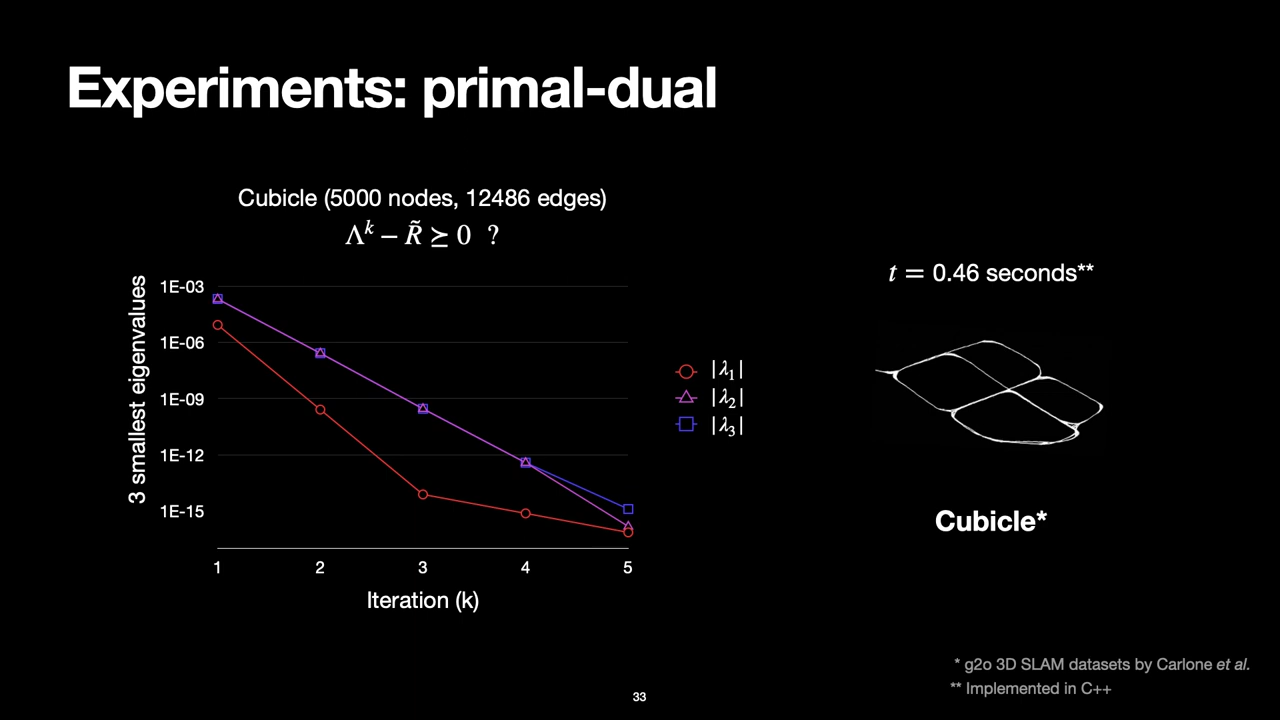 Experiments: primal-dual
Cubicle (5000 nodes, 12486 edges)
Λᵏ − R̃ ⪰ 0 ?
3 smallest eigenvalues
1E-03
1E-06
1E-09
1E-12
1E-15
1 2 3 4 5
Iteration (k)
|λ₁|
|λ₂|
|λ₃|
t = 0.46 seconds**
Cubicle*
* g2o 3D SLAM datasets by Carlone et al.
** Implemented in C++
33